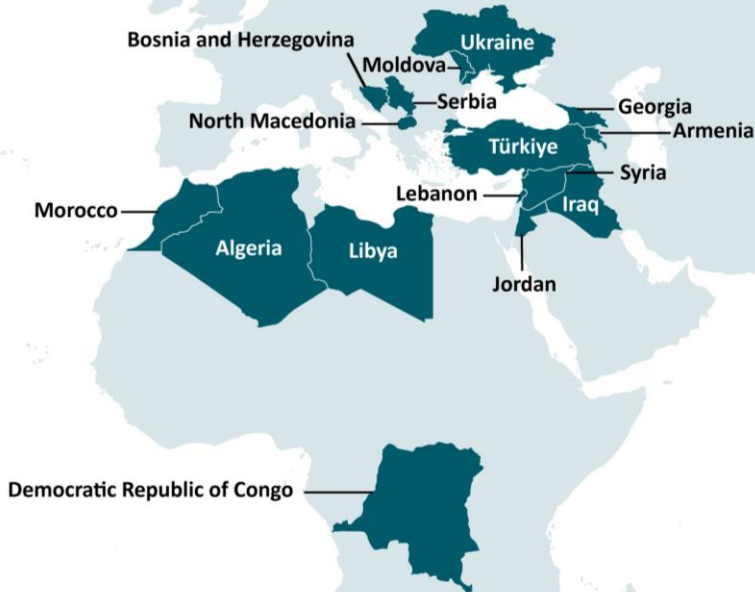 Bosnia and Herzegovina
Ukraine
Moldova
Serbia
Georgia
North Macedonia
Armenia
Türkiye
Syria
Lebanon
Iraq
Morocco
Algeria
Libya
Jordan
Democratic Republic of Congo